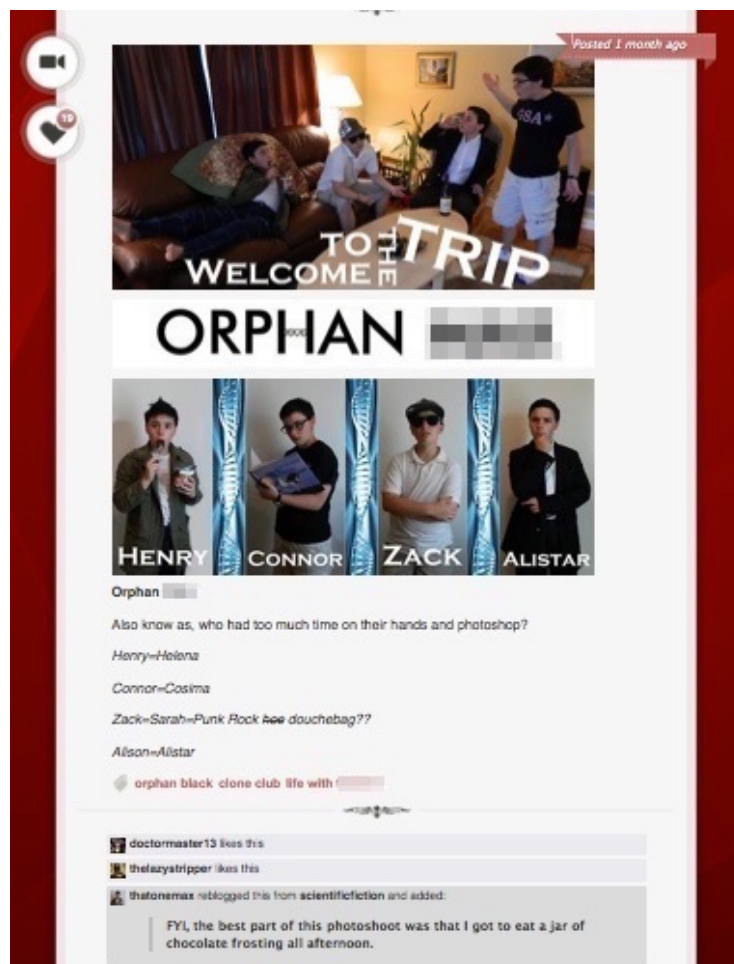 Posted 1 month ago
19
GSA
WELCOME TO THE TRIP
ORPHAN
HENRY
CONNOR
ZACK
ALISTAR
Orphan
Also know as, who had too much time on their hands and photoshop?
Henry=Helena
Connor=Cosima
Zack=Sarah=Punk Rock hoe douchebag??
Alison=Alistar
orphan black clone club life with
doctormaster13 likes this
thelazystripper likes this
thatonemax reblogged this from scientificfiction and added:
FYI, the best part of this photoshoot was that I got to eat a jar of
chocolate frosting all afternoon.